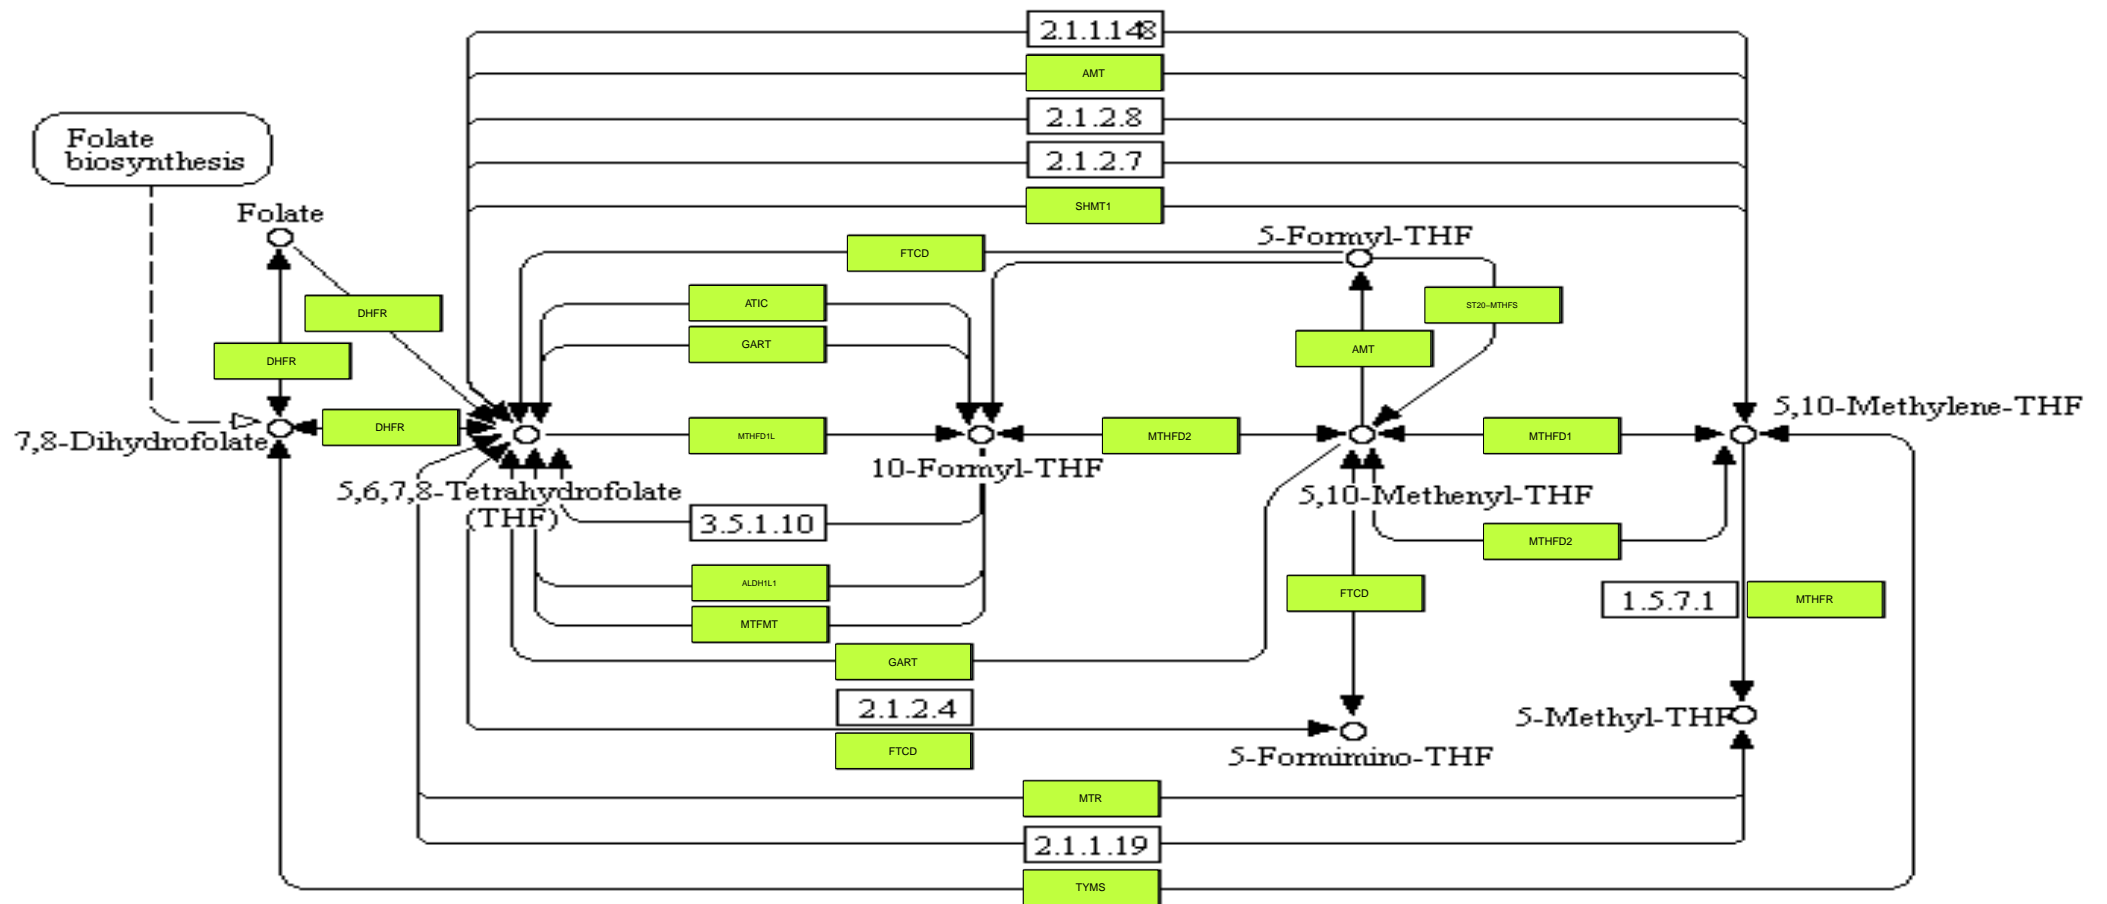 2.1.1.148
AMT
2.1.2.8
2.1.2.7
SHMT1
Folate
biosynthesis
Folate
5-Formyl-THF
FTCD
ATIC
ST20-MTHFS
DHFR
GART
AMT
DHFR
5,10-Methylene-THF
DHFR
7,8-Dihydrofolate
MTHFD1L
MTHFD2
MTHFD1
10-Formyl-THF
5,6,7,8-Tetrahydrofolate
(THF)
5,10-Methenyl-THF
3.5.1.10
MTHFD2
ALDH1L1
FTCD
1.5.7.1
MTHFR
MTFMT
GART
2.1.2.4
5-Methyl-THF
FTCD
5-Formimino-THF
MTR
2.1.1.19
TYMS